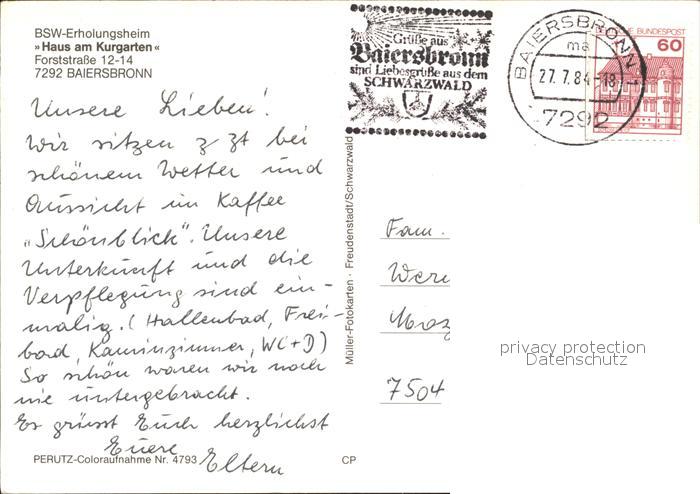 BSW-Erholungsheim
»Haus am Kurgarten«
Forststraße 12-14
7292 BAIERSBRONN
Unsere Lieben!
Wir sitzen z Zt bei
schönem Wetter und
Aussicht im Kaffee
„Schönblick". Unsere
Unterkunft und die
Verpflegung sind ein-
malig. (Hallenbad, Frei-
bad, Kaminzimmer, WC+D)
So schön waren wir noch
nie untergebracht.
Es grüsst Euch herzlichst
Euere
Eltern
PERUTZ-Coloraufnahme Nr. 4793
CP
Müller-Fotokarten · Freudenstadt/Schwarzwald
Grüße aus
Baiersbronn
sind Liebesgrüße aus dem
SCHWARZWALD
BAIERSBRONN 1
ma
27.7.84-18
7292
BUNDESPOST
60
Fam.
7504
privacy protection
Datenschutz